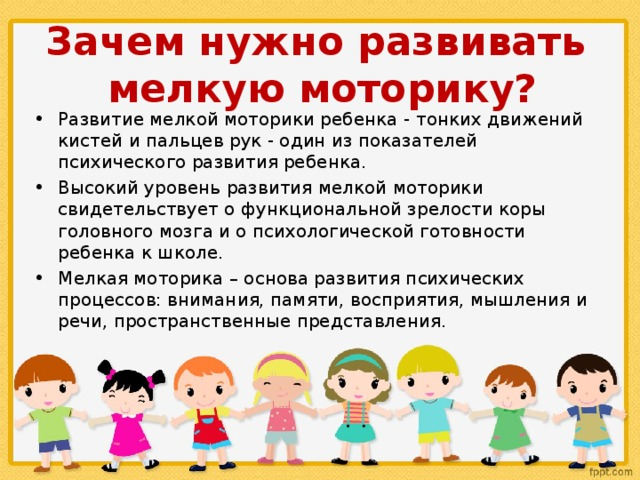 Зачем нужно развивать
мелкую моторику?
• Развитие мелкой моторики ребенка - тонких движений
кистей и пальцев рук - один из показателей
психического развития ребенка.
• Высокий уровень развития мелкой моторики
свидетельствует о функциональной зрелости коры
головного мозга и о психологической готовности
ребенка к школе.
• Мелкая моторика – основа развития психических
процессов: внимания, памяти, восприятия, мышления и
речи, пространственные представления.
fppt.com